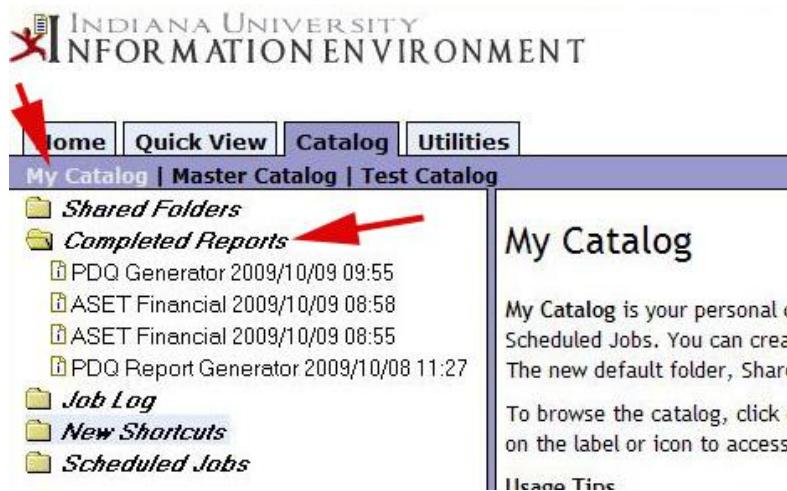 INDIANA UNIVERSITY
INFORMATION ENVIRONMENT
Home Quick View Catalog Utilities
My Catalog | Master Catalog | Test Catalog
Shared Folders
Completed Reports
PDQ Generator 2009/10/09 09:55
ASET Financial 2009/10/09 08:58
ASET Financial 2009/10/09 08:55
PDQ Report Generator 2009/10/08 11:27
Job Log
New Shortcuts
Scheduled Jobs
My Catalog
My Catalog is your personal
Scheduled Jobs. You can
The new default folder,
To browse the catalog, click
on the label or icon to access
Usage Tips